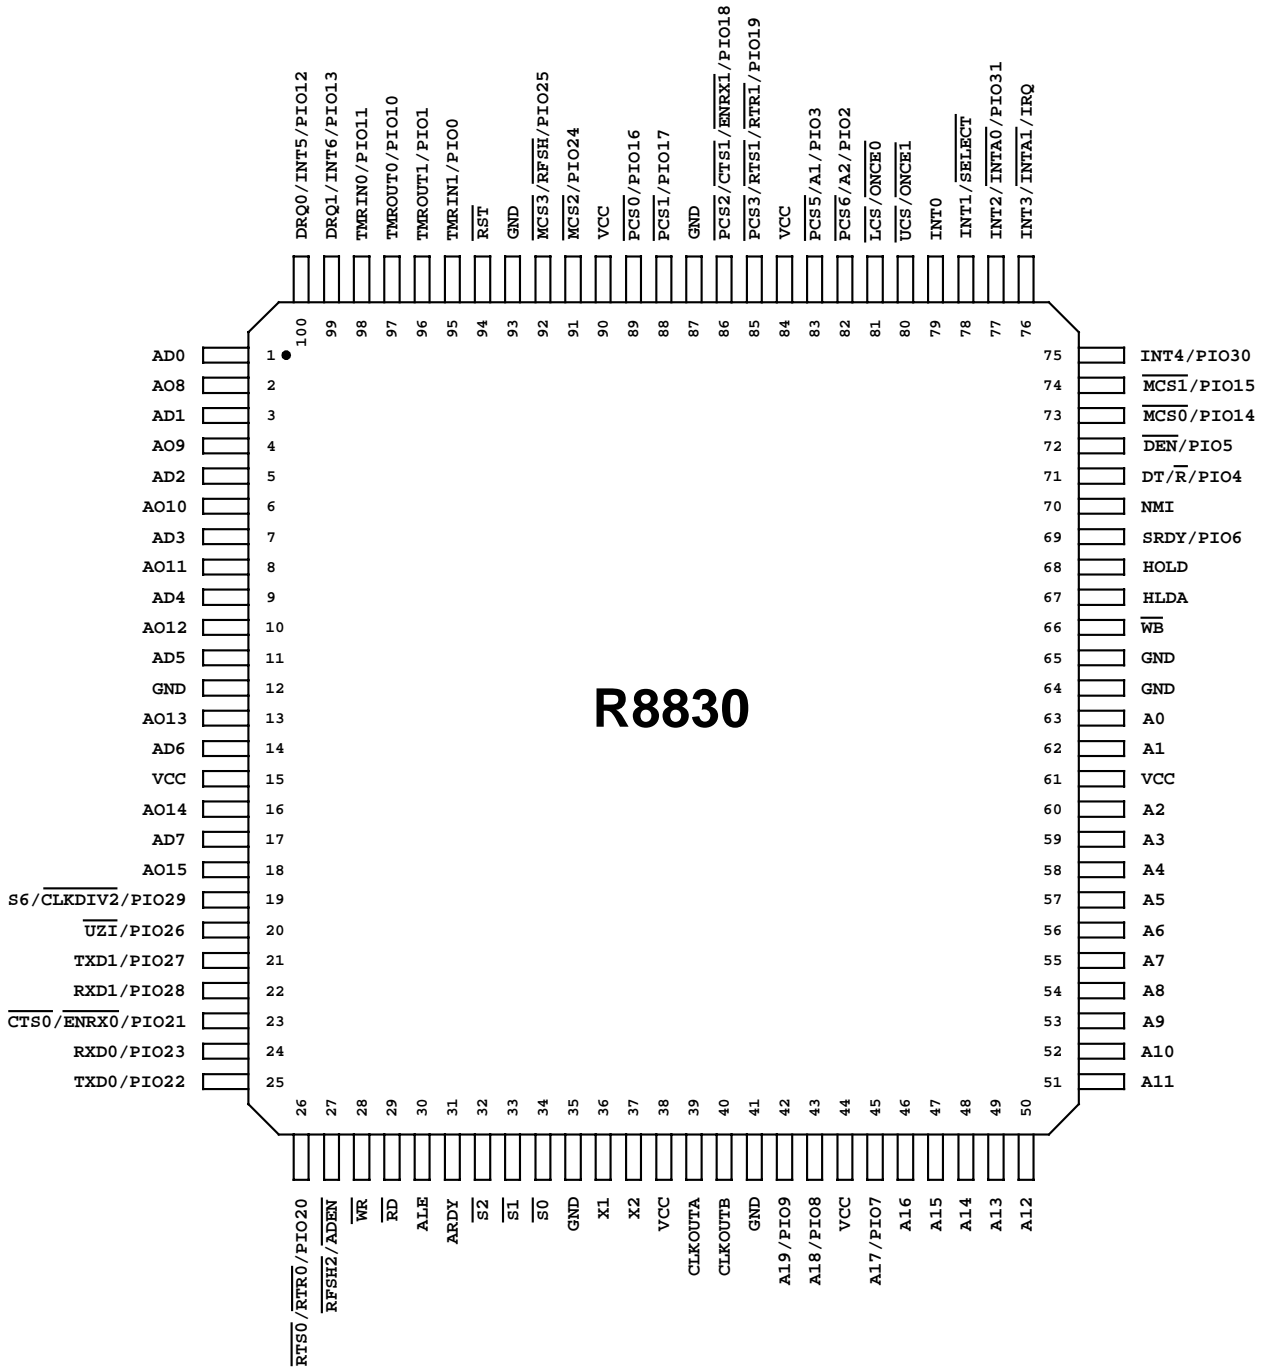 DRQ0/INT5/PIO12
DRQ1/INT6/PIO13
TMRIN0/PIO11
TMROUT0/PIO10
TMROUT1/PIO1
TMRIN1/PIO0
RST
GND
MCS3/RFSH/PIO25
MCS2/PIO24
VCC
PCS0/PIO16
PCS1/PIO17
GND
PCS2/CTS1/ENRX1/PIO18
PCS3/RTS1/RTR1/PIO19
VCC
PCS5/A1/PIO3
PCS6/A2/PIO2
LCS/ONCE0
UCS/ONCE1
INT0
INT1/SELECT
INT2/INTA0/PIO31
INT3/INTA1/IRQ
100
99
98
97
96
95
94
93
92
91
90
89
88
87
86
85
84
83
82
81
80
79
78
77
76
AD0 1
AO8 2
AD1 3
AO9 4
AD2 5
AO10 6
AD3 7
AO11 8
AD4 9
AO12 10
AD5 11
GND 12
AO13 13
AD6 14
VCC 15
AO14 16
AD7 17
AO15 18
S6/CLKDIV2/PIO29 19
UZI/PIO26 20
TXD1/PIO27 21
RXD1/PIO28 22
CTS0/ENRX0/PIO21 23
RXD0/PIO23 24
TXD0/PIO22 25
R8830
75 INT4/PIO30
74 MCS1/PIO15
73 MCS0/PIO14
72 DEN/PIO5
71 DT/R/PIO4
70 NMI
69 SRDY/PIO6
68 HOLD
67 HLDA
66 WB
65 GND
64 GND
63 A0
62 A1
61 VCC
60 A2
59 A3
58 A4
57 A5
56 A6
55 A7
54 A8
53 A9
52 A10
51 A11
26
27
28
29
30
31
32
33
34
35
36
37
38
39
40
41
42
43
44
45
46
47
48
49
50
RTS0/RTR0/PIO20
RFSH2/ADEN
WR
RD
ALE
ARDY
S2
S1
S0
GND
X1
X2
VCC
CLKOUTA
CLKOUTB
GND
A19/PIO9
A18/PIO8
VCC
A17/PIO7
A16
A15
A14
A13
A12